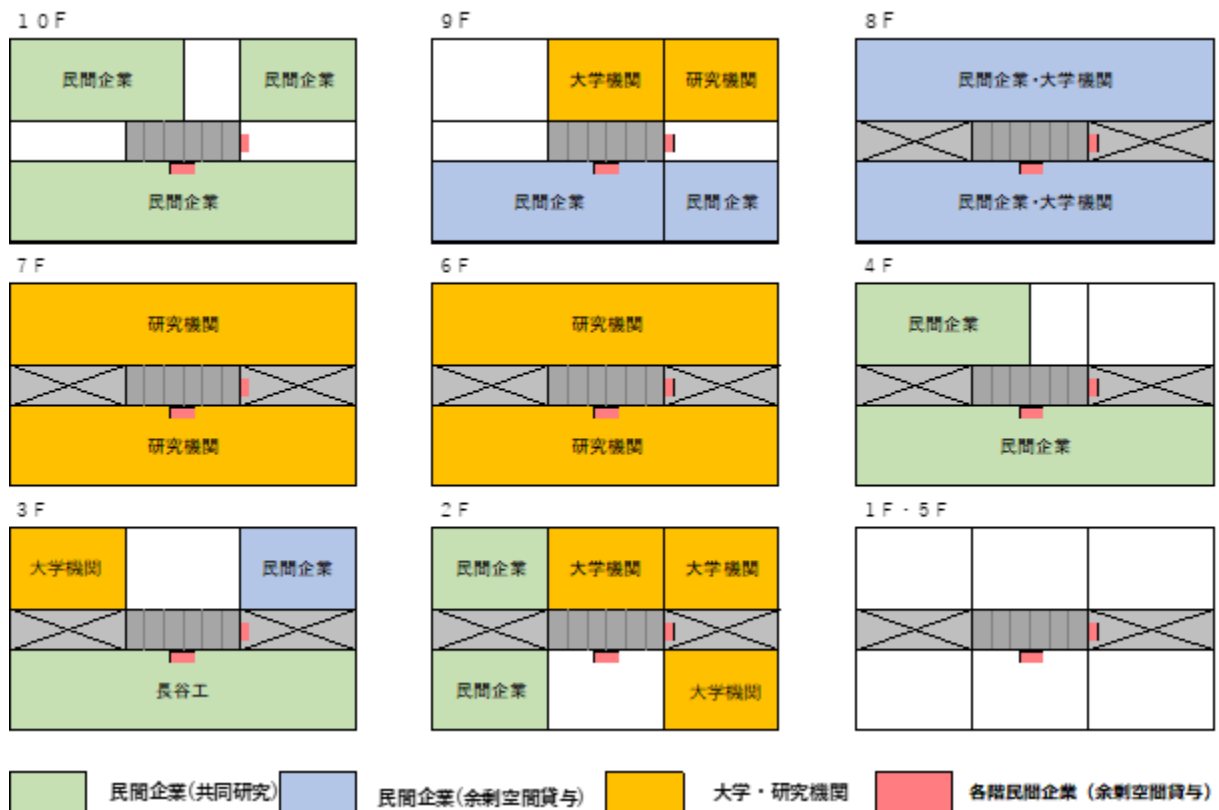 10F
9F
8F
民間企業
民間企業
大学機関
研究機関
民間企業・大学機関
民間企業
民間企業
民間企業
民間企業・大学機関
7F
6F
4F
研究機関
研究機関
民間企業
研究機関
研究機関
民間企業
3F
2F
1F・5F
大学機関
民間企業
民間企業
大学機関
大学機関
長谷工
民間企業
大学機関
民間企業(共同研究)
民間企業(余剰空間貸与)
大学・研究機関
各階民間企業（余剰空間貸与）